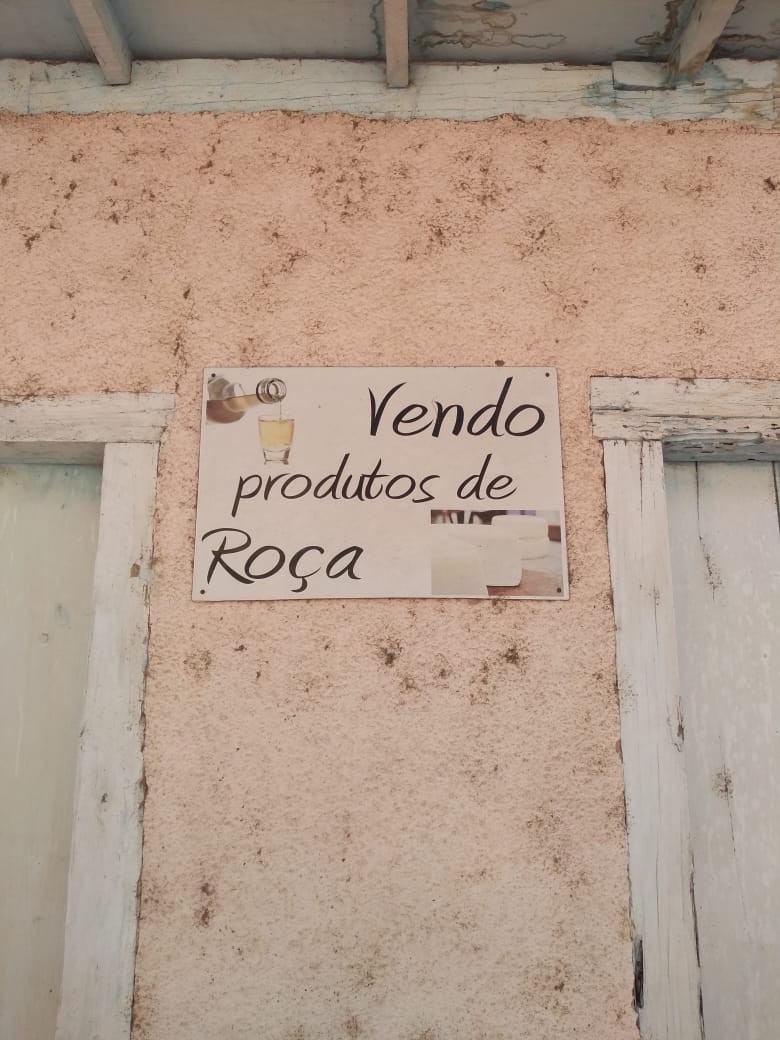 Vendo
produtos de
Roça